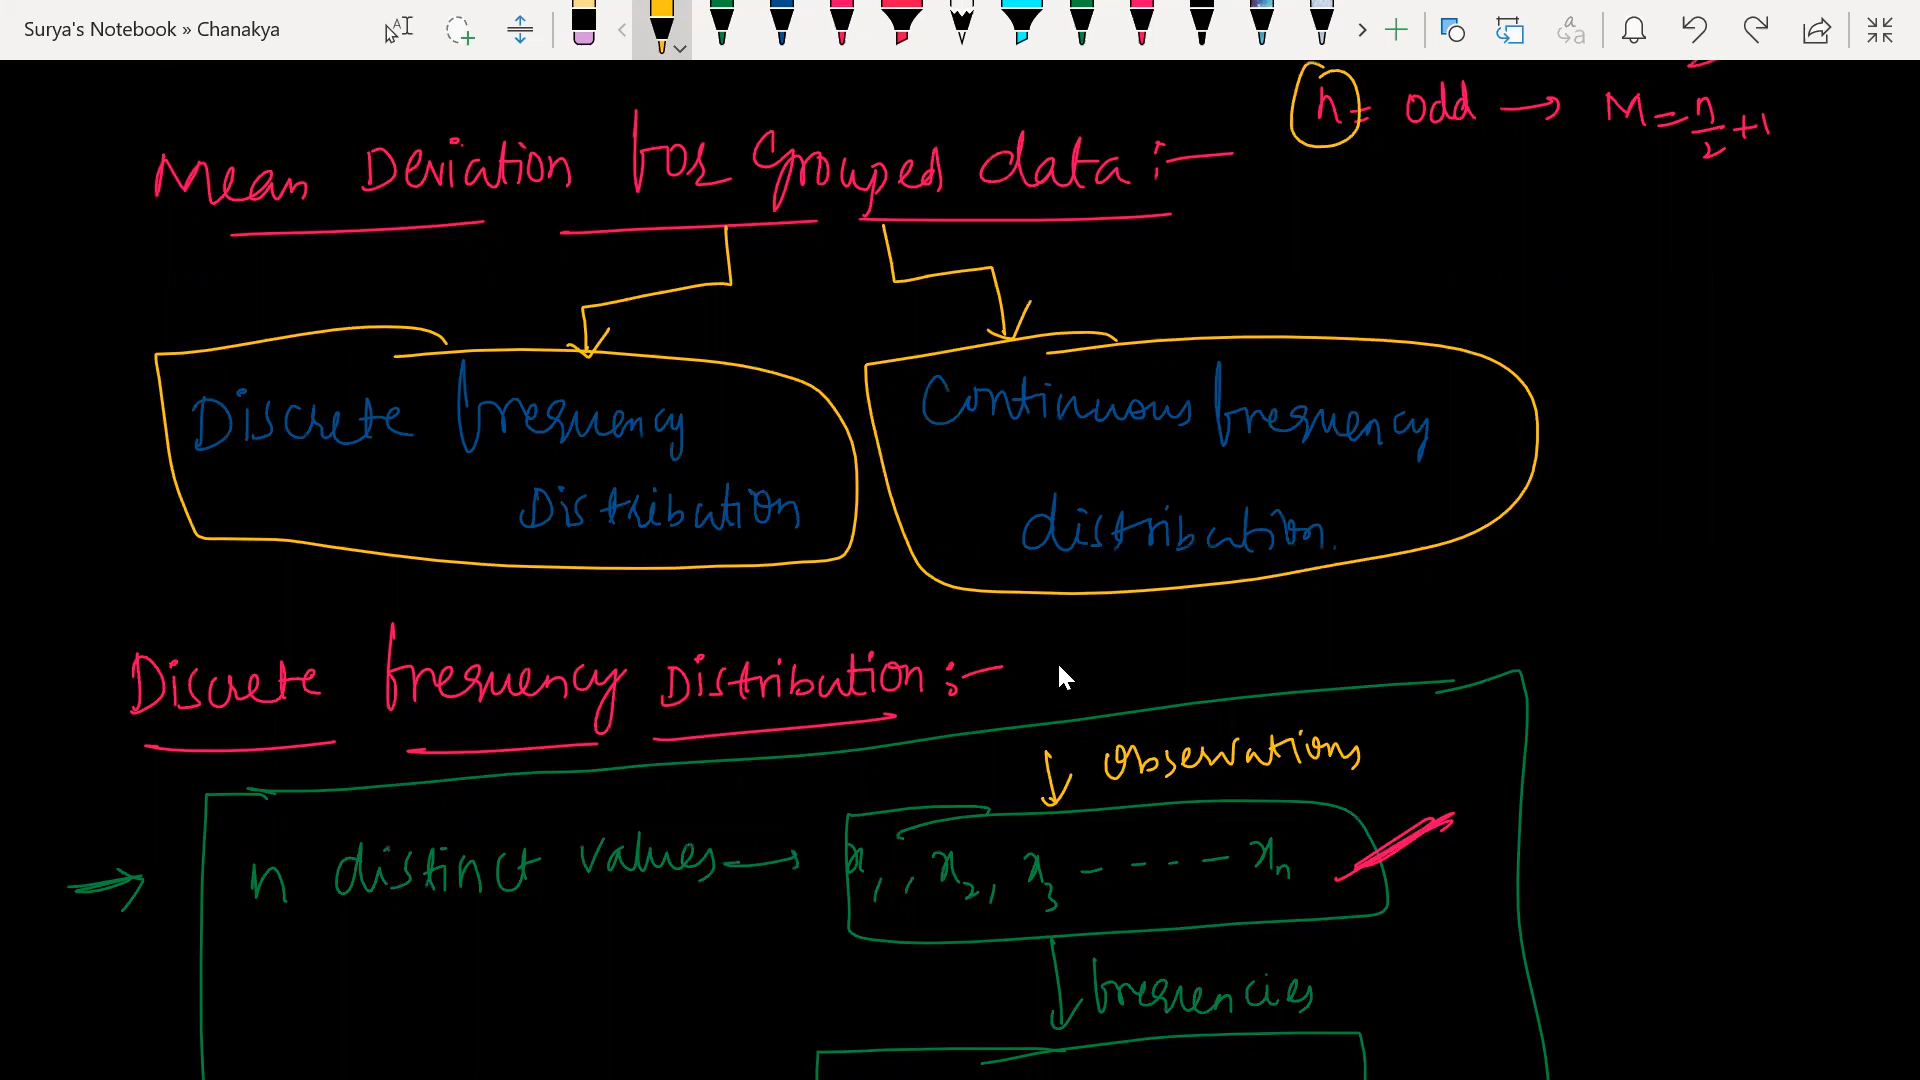 Surya's Notebook » Chanakya
n = odd → M = n/2 + 1
Mean Deviation for grouped data :-
Discrete frequency Distribution
Continuous frequency distribution.
Discrete frequency Distribution :-
↓ Observations
⇒ n distinct values → x₁, x₂, x₃ - - - - - xₙ
↓ frequencies